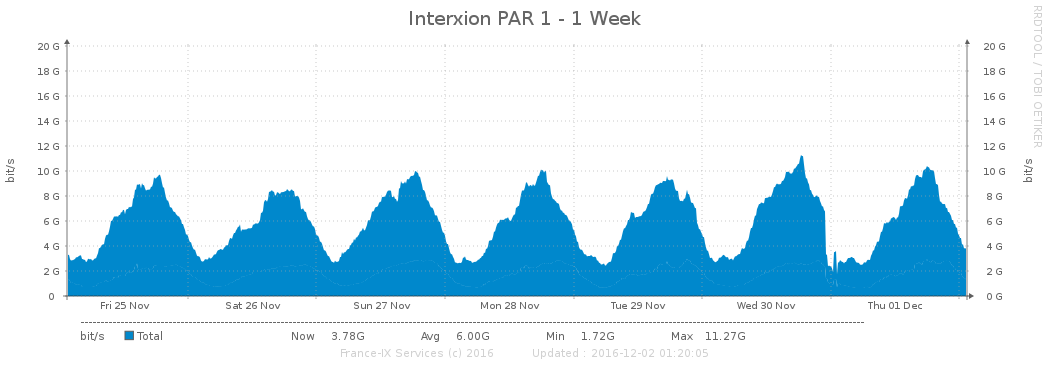 Interxion PAR 1 - 1 Week
RRDTOOL / TOBI OETIKER
bit/s
20 G 20 G
18 G 18 G
16 G 16 G
14 G 14 G
12 G 12 G
10 G 10 G
8 G 8 G
6 G 6 G
4 G 4 G
2 G 2 G
0 0 G
bit/s
Fri 25 Nov Sat 26 Nov Sun 27 Nov Mon 28 Nov Tue 29 Nov Wed 30 Nov Thu 01 Dec
bit/s Total Now 3.78G Avg 6.00G Min 1.72G Max 11.27G
France-IX Services (c) 2016 Updated : 2016-12-02 01:20:05